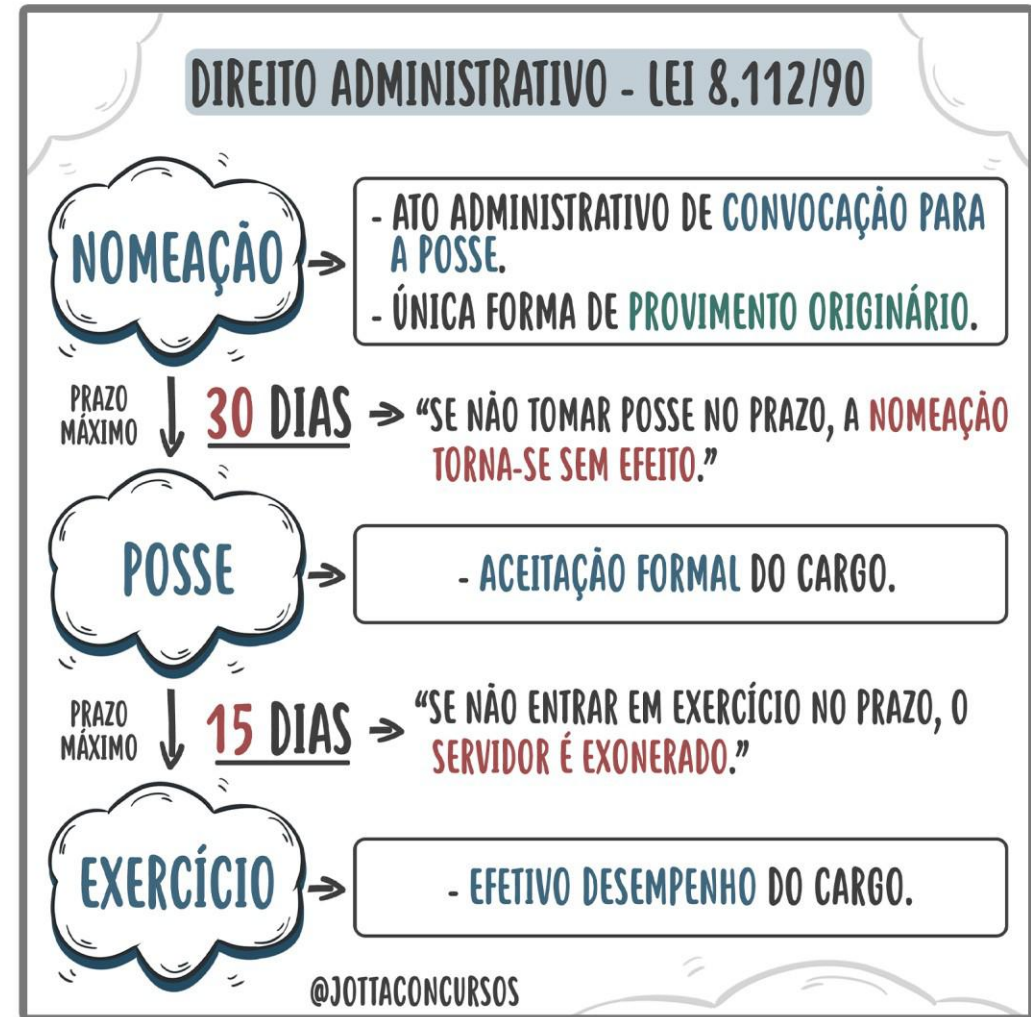 DIREITO ADMINISTRATIVO - LEI 8.112/90
NOMEAÇÃO
- ATO ADMINISTRATIVO DE CONVOCAÇÃO PARA
A POSSE.
- ÚNICA FORMA DE PROVIMENTO ORIGINÁRIO.
PRAZO
MÁXIMO
30 DIAS
"SE NÃO TOMAR POSSE NO PRAZO, A NOMEAÇÃO
TORNA-SE SEM EFEITO."
POSSE
- ACEITAÇÃO FORMAL DO CARGO.
PRAZO
MÁXIMO
15 DIAS
"SE NÃO ENTRAR EM EXERCÍCIO NO PRAZO, O
SERVIDOR É EXONERADO."
EXERCÍCIO
- EFETIVO DESEMPENHO DO CARGO.
@JOTTACONCURSOS